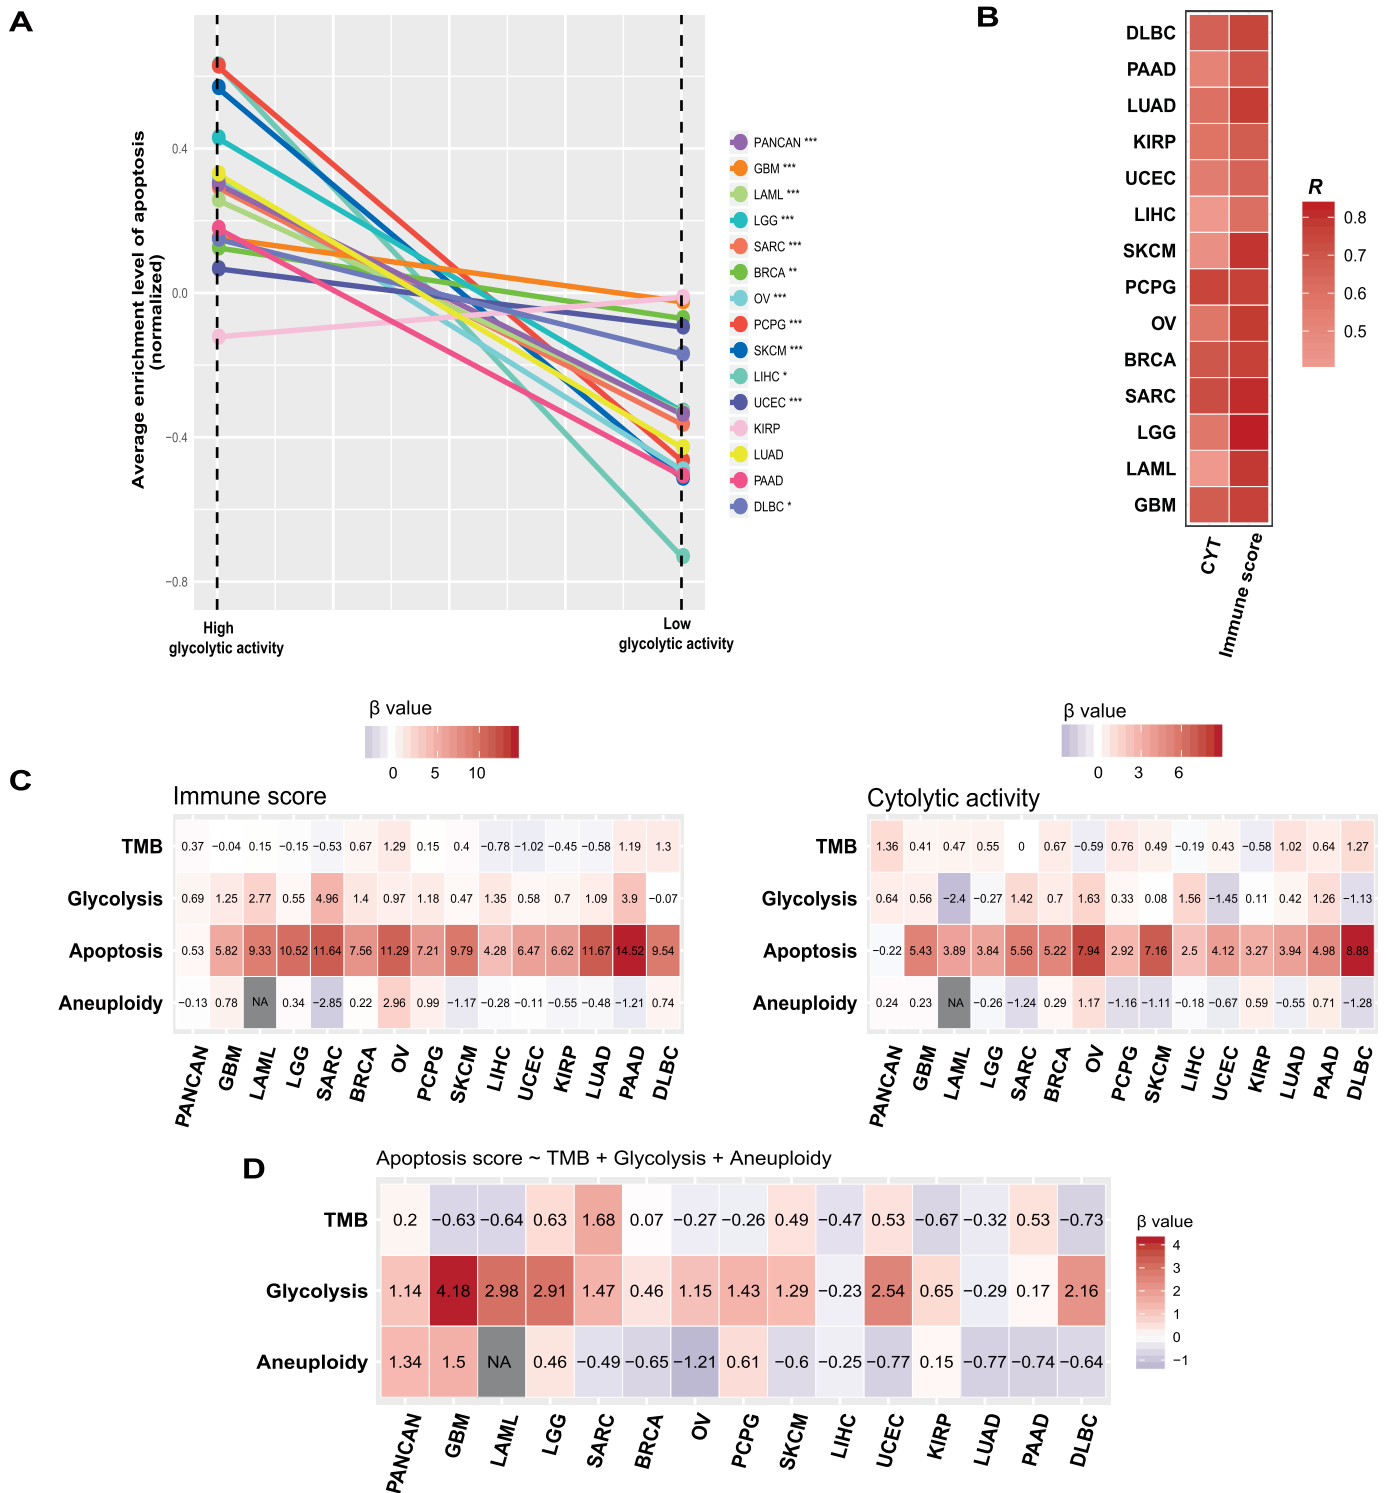 A
Average enrichment level of apoptosis
(normalized)
0.4
0.0
−0.4
−0.8
High
glycolytic activity
Low
glycolytic activity
PANCAN ***
GBM ***
LAML ***
LGG ***
SARC ***
BRCA **
OV ***
PCPG ***
SKCM ***
LIHC *
UCEC ***
KIRP
LUAD
PAAD
DLBC *
B
DLBC
PAAD
LUAD
KIRP
UCEC
LIHC
SKCM
PCPG
OV
BRCA
SARC
LGG
LAML
GBM
CYT
Immune score
R
0.8
0.7
0.6
0.5
C
β value
0 5 10
Immune score
TMB 0.37 −0.04 0.15 −0.15 −0.53 0.67 1.29 0.15 0.4 −0.78 −1.02 −0.45 −0.58 1.19 1.3
Glycolysis 0.69 1.25 2.77 0.55 4.96 1.4 0.97 1.18 0.47 1.35 0.58 0.7 1.09 3.9 −0.07
Apoptosis 0.53 5.82 9.33 10.52 11.64 7.56 11.29 7.21 9.79 4.28 6.47 6.62 11.67 14.52 9.54
Aneuploidy −0.13 0.78 NA 0.34 −2.85 0.22 2.96 0.99 −1.17 −0.28 −0.11 −0.55 −0.48 −1.21 0.74
PANCAN GBM LAML LGG SARC BRCA OV PCPG SKCM LIHC UCEC KIRP LUAD PAAD DLBC
β value
0 3 6
Cytolytic activity
TMB 1.36 0.41 0.47 0.55 0 0.67 −0.59 0.76 0.49 −0.19 0.43 −0.58 1.02 0.64 1.27
Glycolysis 0.64 0.56 −2.4 −0.27 1.42 0.7 1.63 0.33 0.08 1.56 −1.45 0.11 0.42 1.26 −1.13
Apoptosis −0.22 5.43 3.89 3.84 5.56 5.22 7.94 2.92 7.16 2.5 4.12 3.27 3.94 4.98 8.88
Aneuploidy 0.24 0.23 NA −0.26 −1.24 0.29 1.17 −1.16 −1.11 −0.18 −0.67 0.59 −0.55 0.71 −1.28
PANCAN GBM LAML LGG SARC BRCA OV PCPG SKCM LIHC UCEC KIRP LUAD PAAD DLBC
D
Apoptosis score ~ TMB + Glycolysis + Aneuploidy
TMB 0.2 −0.63 −0.64 0.63 1.68 0.07 −0.27 −0.26 0.49 −0.47 0.53 −0.67 −0.32 0.53 −0.73
Glycolysis 1.14 4.18 2.98 2.91 1.47 0.46 1.15 1.43 1.29 −0.23 2.54 0.65 −0.29 0.17 2.16
Aneuploidy 1.34 1.5 NA 0.46 −0.49 −0.65 −1.21 0.61 −0.6 −0.25 −0.77 0.15 −0.77 −0.74 −0.64
PANCAN GBM LAML LGG SARC BRCA OV PCPG SKCM LIHC UCEC KIRP LUAD PAAD DLBC
β value
4
3
2
1
0
−1